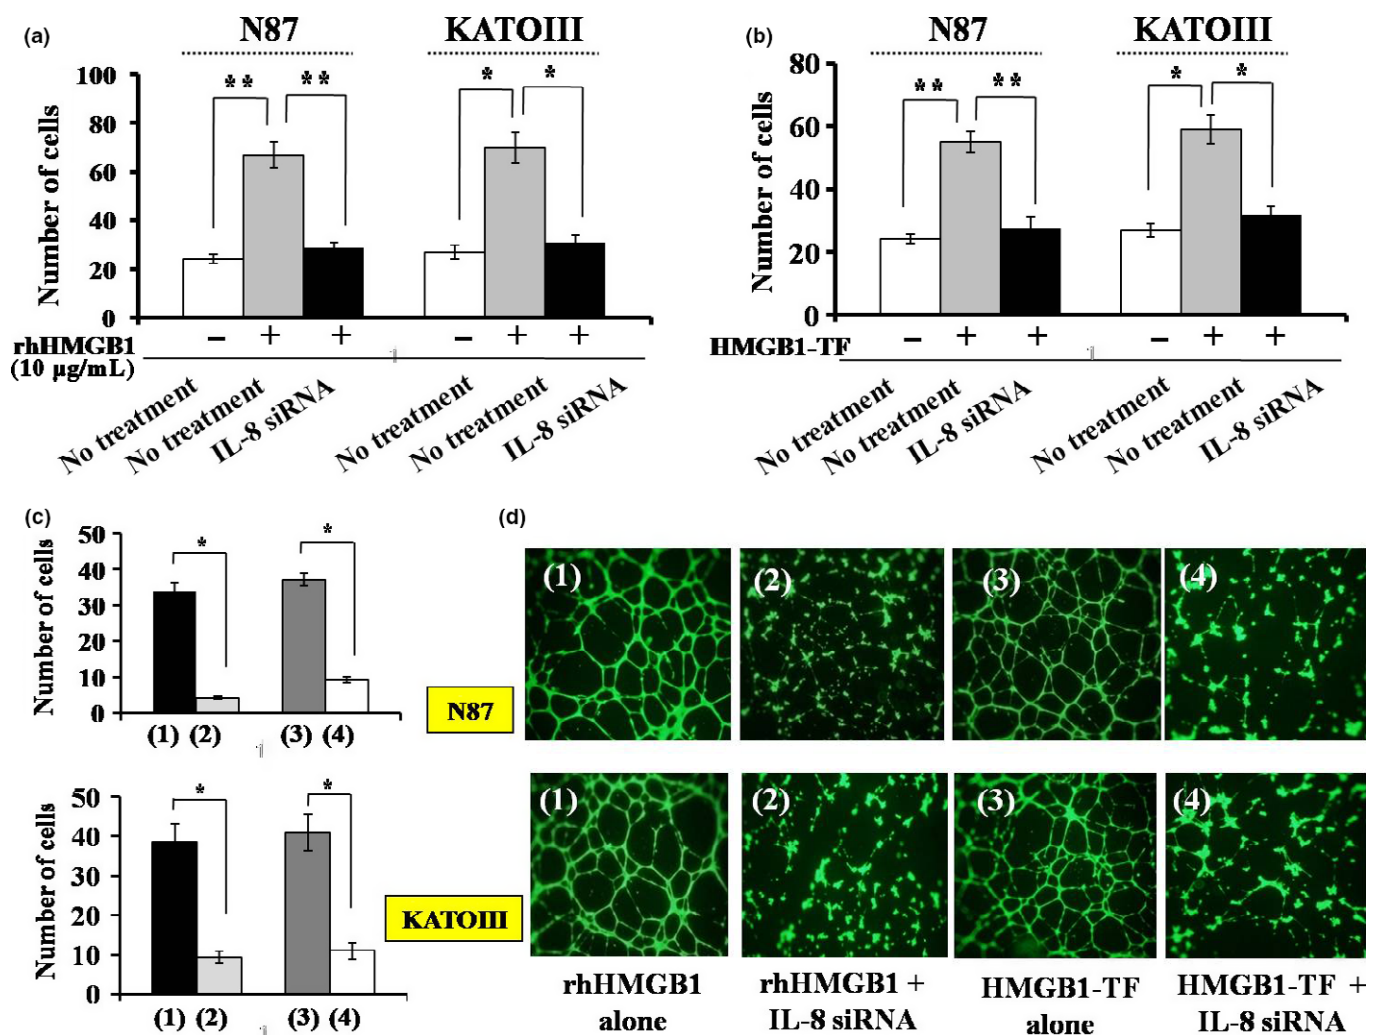 (a)
N87
KATOIII
Number of cells
100
80
60
40
20
0
** **
* *
rhHMGB1
(10 µg/mL)
− + + − + +
No treatment
No treatment
IL-8 siRNA
No treatment
No treatment
IL-8 siRNA
(b)
N87
KATOIII
Number of cells
80
60
40
20
0
** **
* *
HMGB1-TF
− + + − + +
No treatment
No treatment
IL-8 siRNA
No treatment
No treatment
IL-8 siRNA
(c)
Number of cells
50
40
30
20
10
0
* *
(1) (2) (3) (4)
N87
Number of cells
50
40
30
20
10
0
* *
(1) (2) (3) (4)
KATOIII
(d)
(1) (2) (3) (4)
(1) (2) (3) (4)
rhHMGB1
alone
rhHMGB1 +
IL-8 siRNA
HMGB1-TF
alone
HMGB1-TF +
IL-8 siRNA